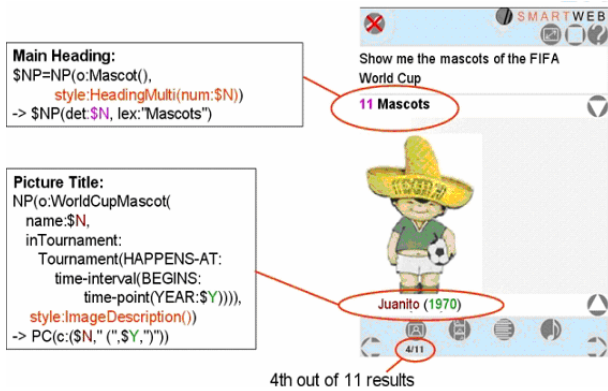 Main Heading:
$NP=NP(o:Mascot(),
style:HeadingMulti(num:$N))
-> $NP(det:$N, lex:"Mascots")
Picture Title:
NP(o:WorldCupMascot(
name:$N,
inTournament:
Tournament(HAPPENS-AT:
time-interval(BEGINS:
time-point(YEAR:$Y)))),
style:ImageDescription())
-> PC(c:($N," (",$Y,")"))
SMARTWEB
Show me the mascots of the FIFA
World Cup
11 Mascots
Juanito (1970)
4/11
4th out of 11 results